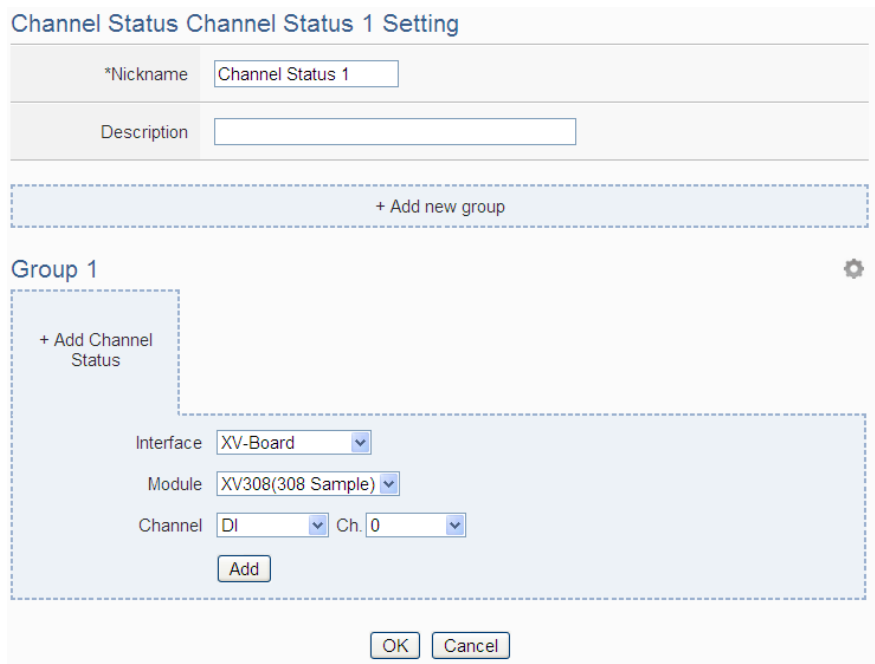 Channel Status Channel Status 1 Setting
*Nickname Channel Status 1
Description
+ Add new group
Group 1
+ Add Channel
Status
Interface XV-Board
Module XV308(308 Sample)
Channel DI Ch. 0
Add
OK Cancel